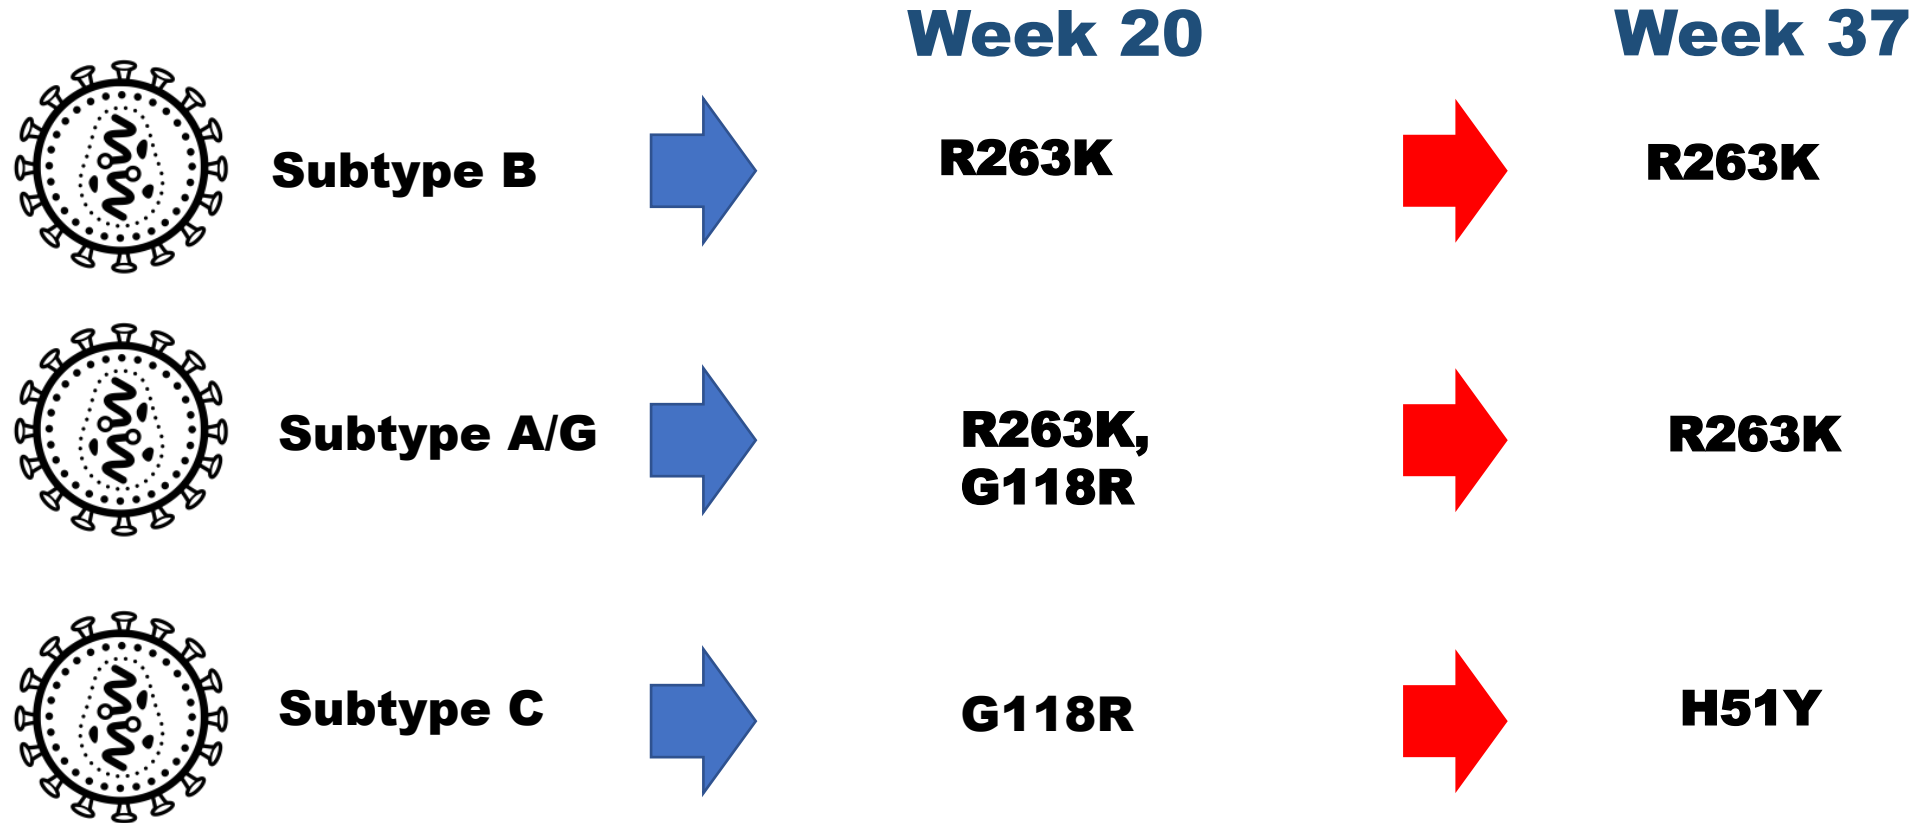 Week 20
Week 37
Subtype B
R263K
R263K
Subtype A/G
R263K,
G118R
R263K
Subtype C
G118R
H51Y